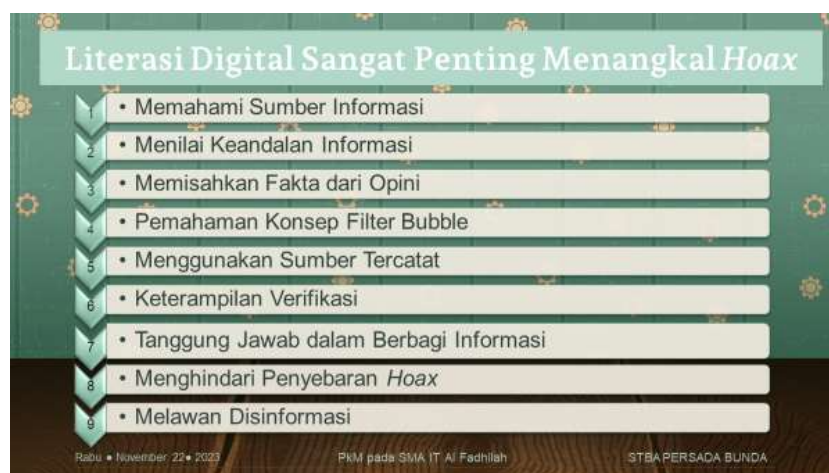 Literasi Digital Sangat Penting Menangkal Hoax
1 • Memahami Sumber Informasi
2 • Menilai Keandalan Informasi
3 • Memisahkan Fakta dari Opini
4 • Pemahaman Konsep Filter Bubble
5 • Menggunakan Sumber Tercatat
6 • Keterampilan Verifikasi
7 • Tanggung Jawab dalam Berbagi Informasi
8 • Menghindari Penyebaran Hoax
9 • Melawan Disinformasi
Rabu • November 22• 2023 PkM pada SMA IT Al Fadhilah STBA PERSADA BUNDA